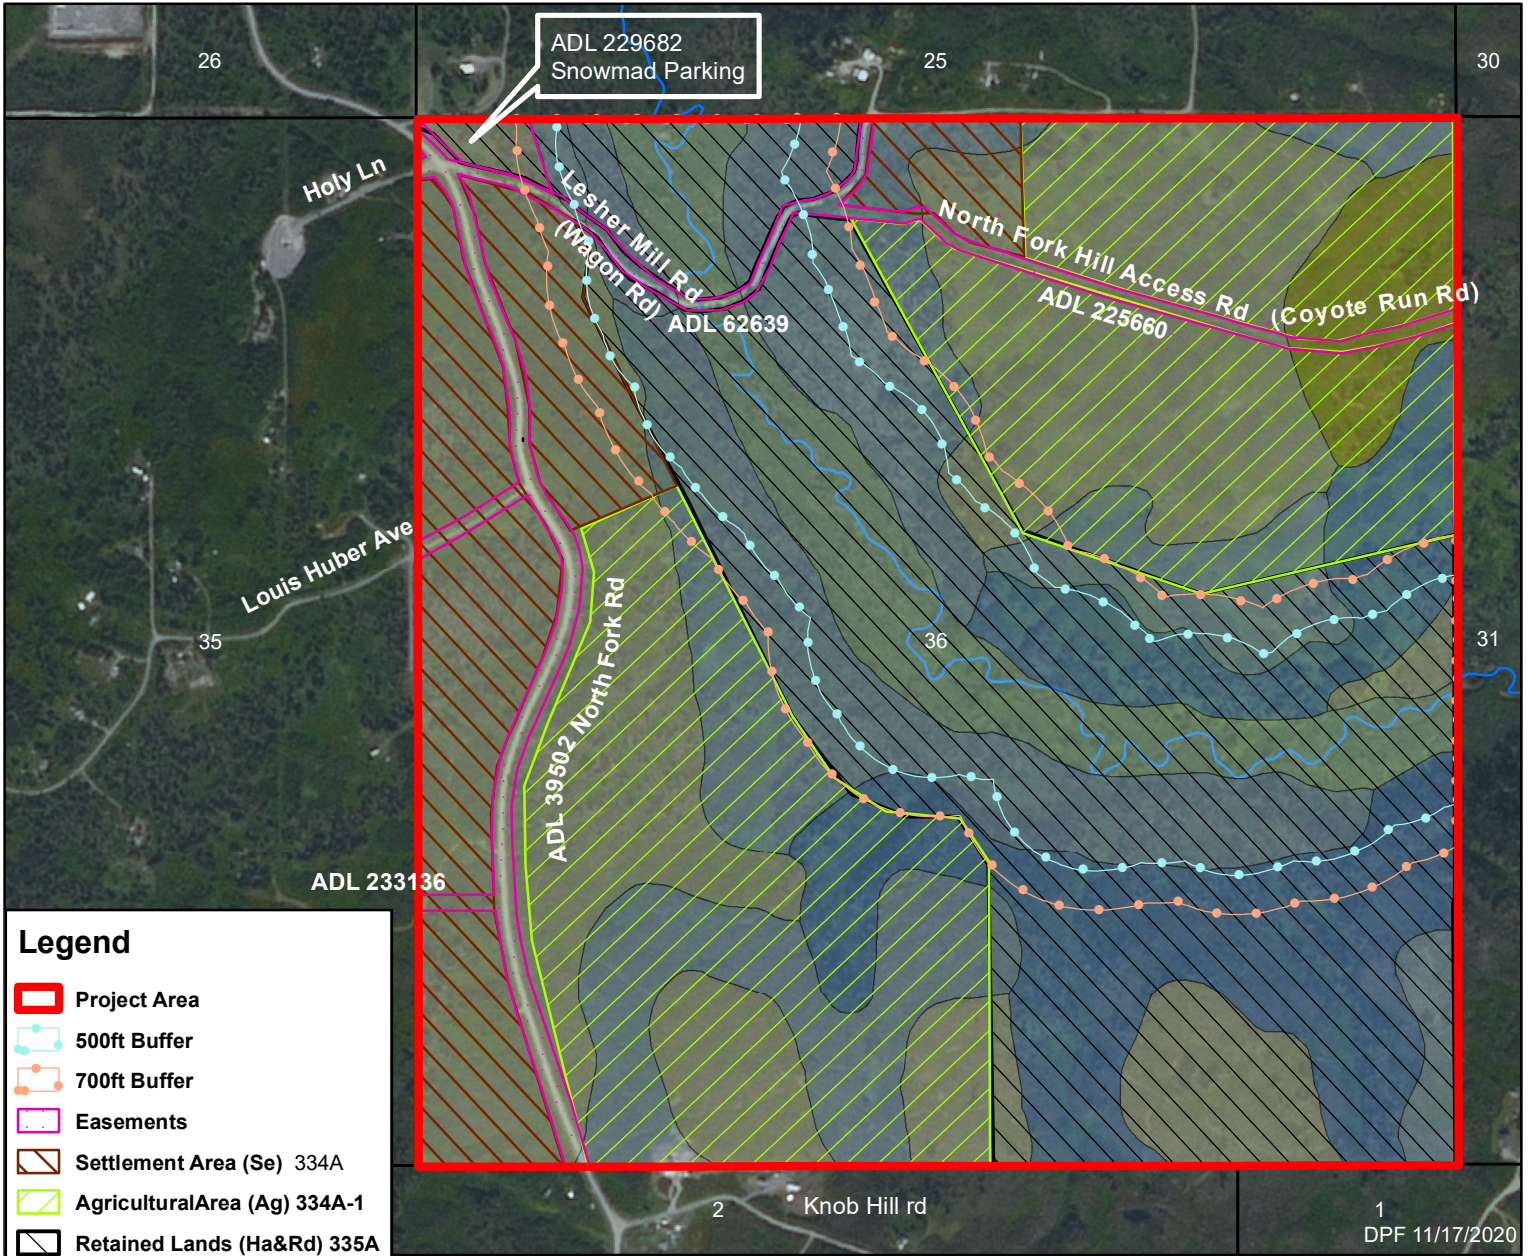 26
ADL 229682
Snowmad Parking
25
30
Holy Ln
Lesher Mill Rd
(Wagon Rd)
ADL 62639
North Fork Hill Access Rd (Coyote Run Rd)
ADL 225660
Louis Huber Ave
35
36
31
ADL 39502 North Fork Rd
ADL 233136
Legend
Project Area
500ft Buffer
700ft Buffer
Easements
Settlement Area (Se) 334A
AgriculturalArea (Ag) 334A-1
Retained Lands (Ha&Rd) 335A
2
Knob Hill rd
1
DPF 11/17/2020